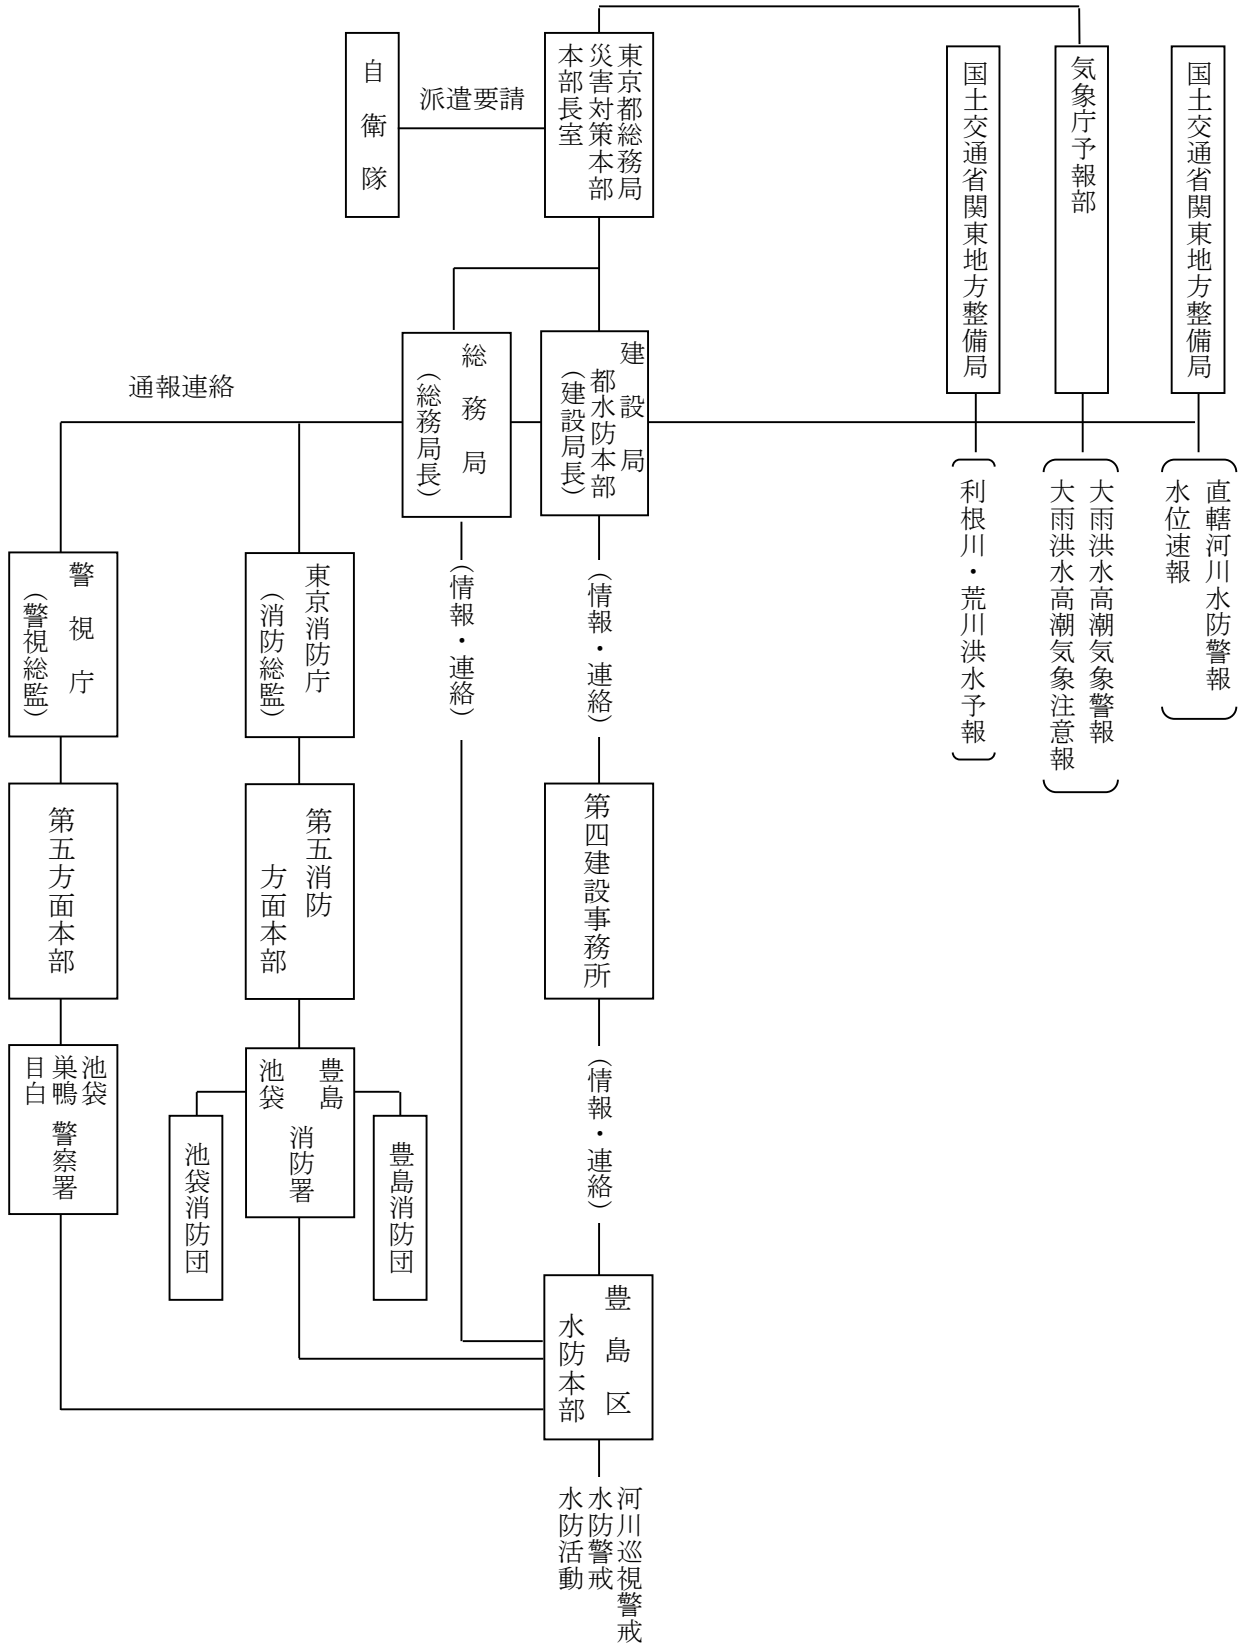 国土交通省関東地方整備局
気象庁予報部
国土交通省関東地方整備局
東京都総務局
災害対策本部
本部長室
派遣要請
自衛隊
建設局
都水防本部
（建設局長）
総務局
（総務局長）
通報連絡
直轄河川水防警報
水位速報
大雨洪水高潮気象警報
大雨洪水高潮気象注意報
利根川・荒川洪水予報
（情報・連絡）
（情報・連絡）
東京消防庁
（消防総監）
警視庁
（警視総監）
第四建設事務所
第五消防
方面本部
第五方面本部
（情報・連絡）
豊島
池袋
消防署
池袋
巣鴨
目白
警察署
豊島消防団
池袋消防団
豊島区
水防本部
河川巡視警戒
水防警戒
水防活動